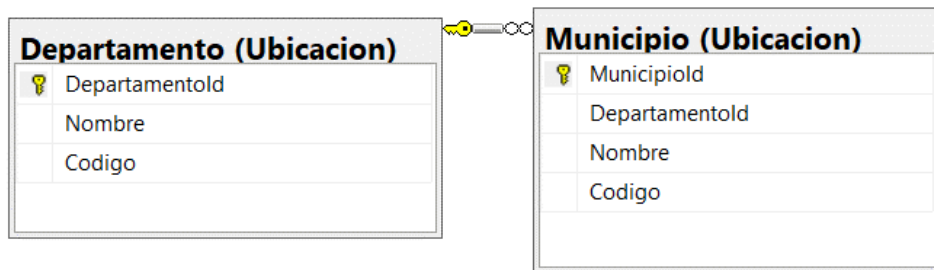 Departamento (Ubicacion)
DepartamentoId
Nombre
Codigo
Municipio (Ubicacion)
MunicipioId
DepartamentoId
Nombre
Codigo